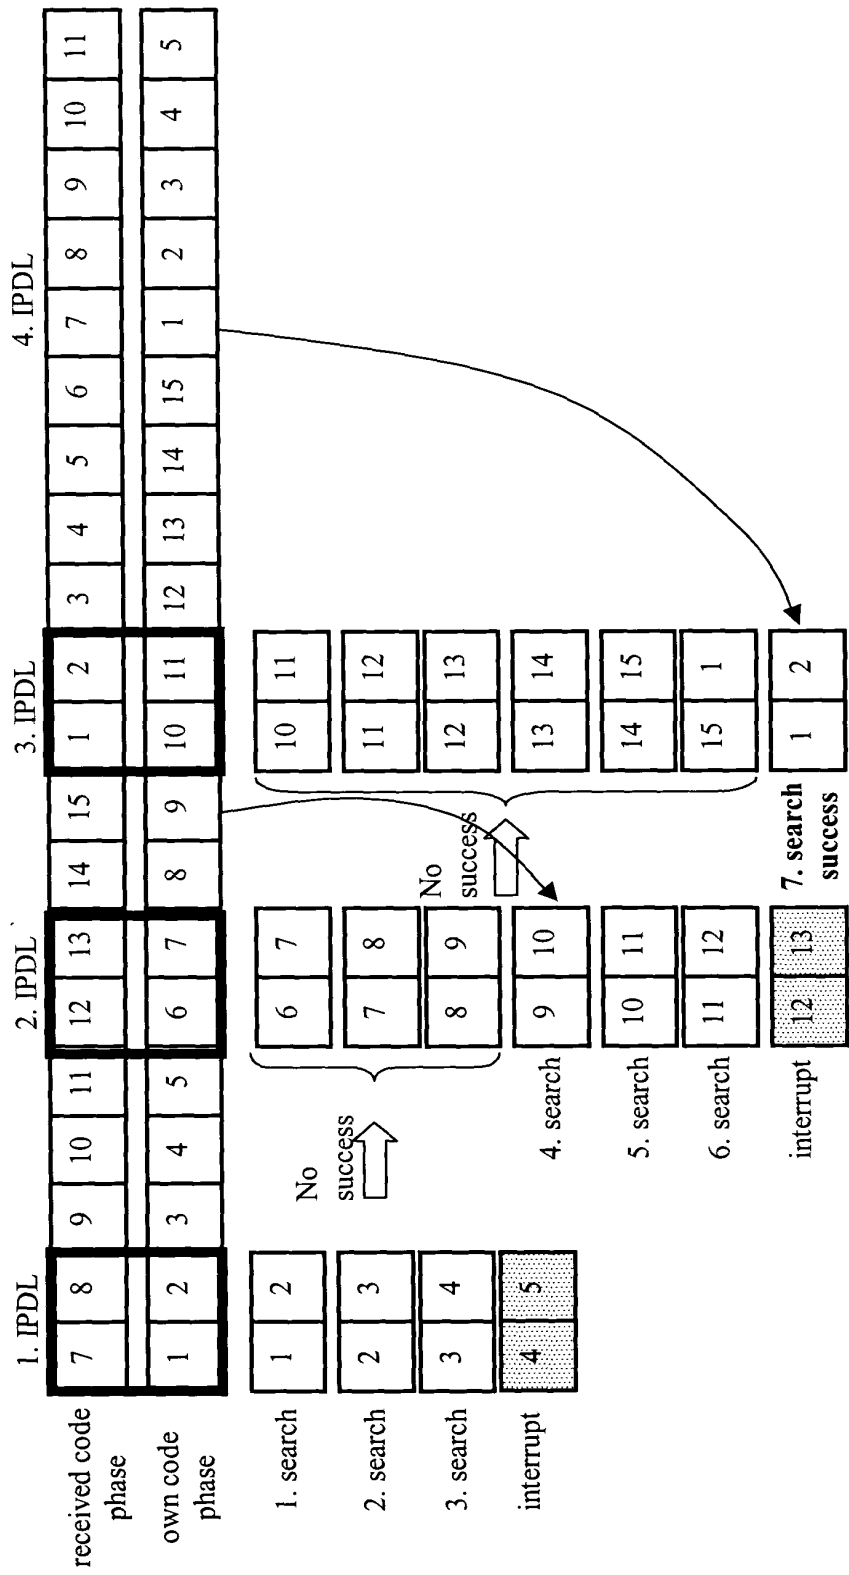 1. IPDL 2. IPDL` 3. IPDL 4. IPDL
received code phase 7 8 9 10 11 12 13 14 15 1 2 3 4 5 6 7 8 9 10 11
own code phase 1 2 3 4 5 6 7 8 9 10 11 12 13 14 15 1 2 3 4 5
1. search 1 2 6 7 10 11
2. search 2 3 No success 7 8 11 12
3. search 3 4 8 9 No success 12 13
interrupt 4 5 4. search 9 10 13 14
5. search 10 11 14 15
6. search 11 12 15 1
interrupt 12 13 7. search success 1 2